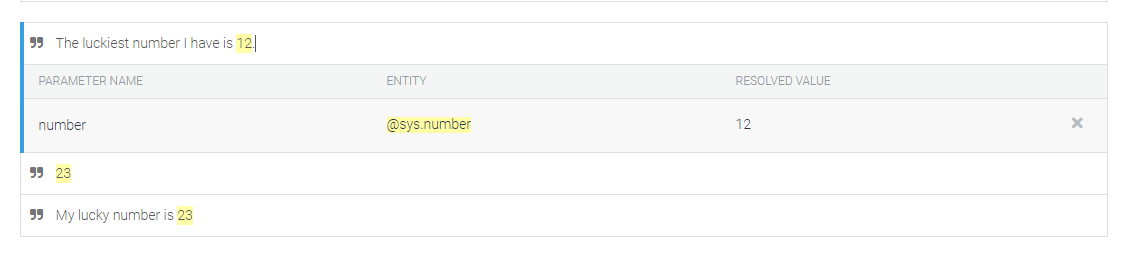 The luckiest number I have is 12.
PARAMETER NAME ENTITY RESOLVED VALUE
number @sys.number 12
23
My lucky number is 23